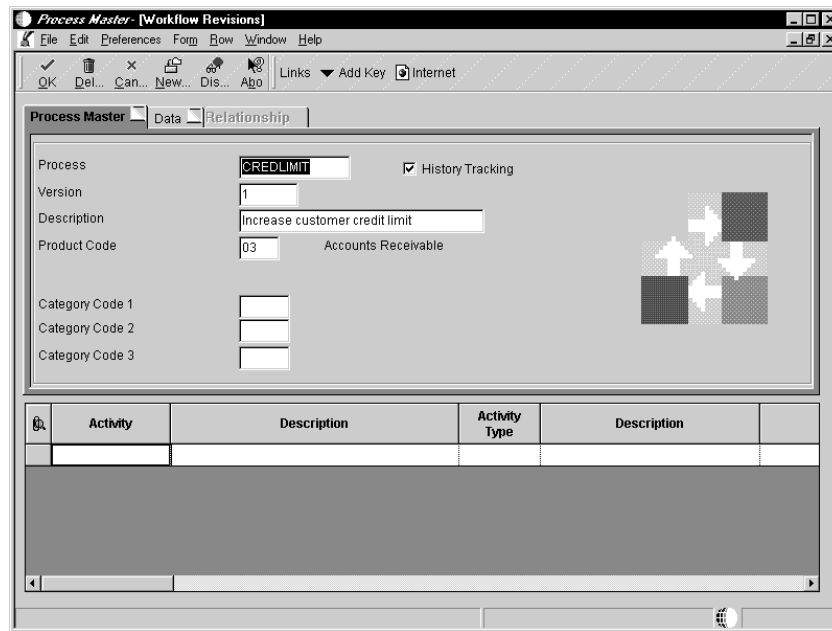 Process Master - [Workflow Revisions]
File Edit Preferences Form Row Window Help
OK Del... Can... New... Dis... Abo Links Add Key Internet
Process Master Data Relationship
Process CREDLIMIT History Tracking
Version 1
Description Increase customer credit limit
Product Code 03 Accounts Receivable
Category Code 1
Category Code 2
Category Code 3
Activity Description Activity Type Description